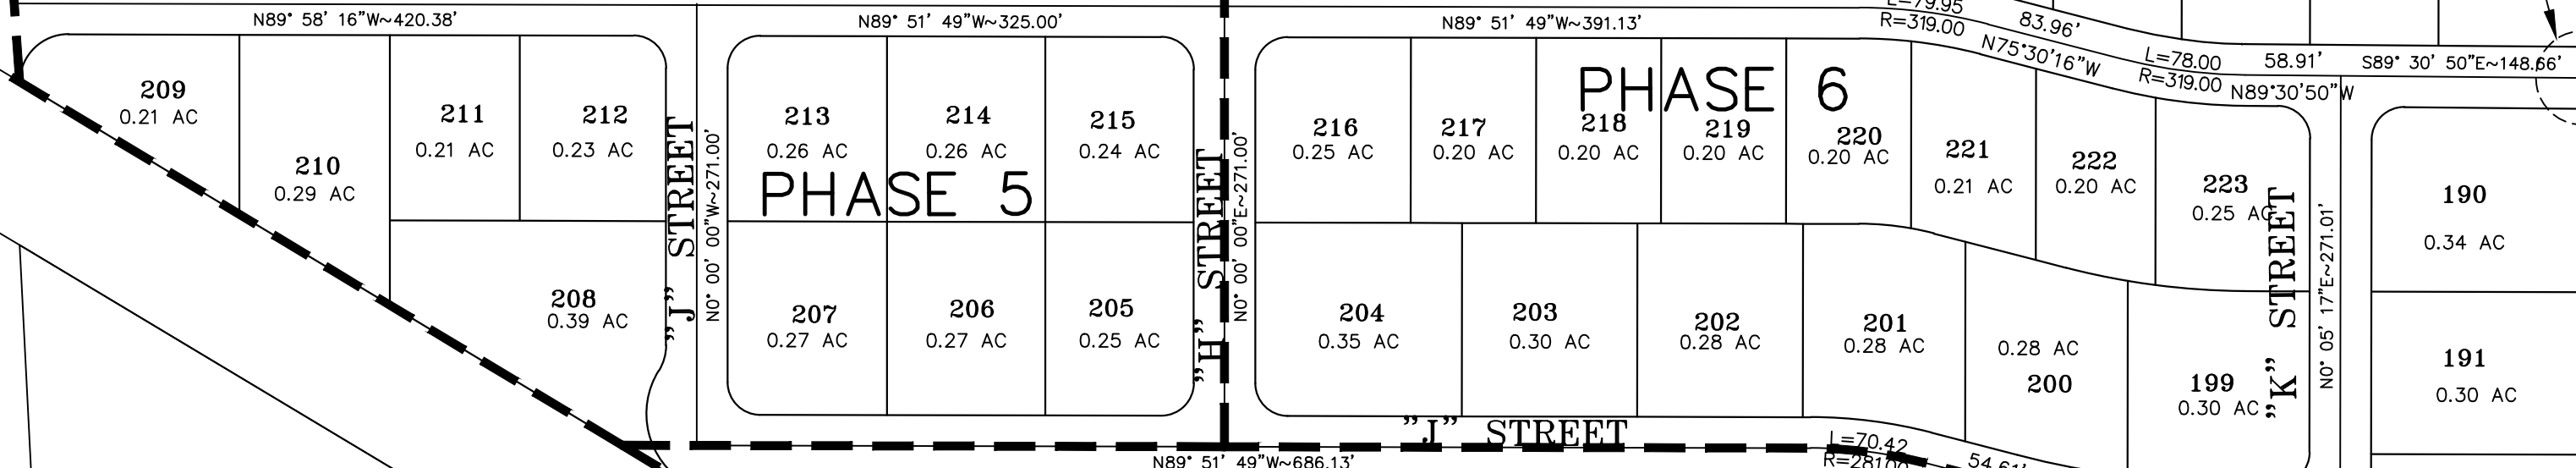 N89° 58' 16"W~420.38'
N89° 51' 49"W~325.00'
N89° 51' 49"W~391.13'
L=79.95
R=319.00
83.96'
N75°30'16"W
L=78.00
R=319.00
58.91'
N89°30'50"W
S89° 30' 50"E~148.66'
209
0.21 AC
210
0.29 AC
211
0.21 AC
212
0.23 AC
"J" STREET
N0° 00' 00"W~271.00'
213
0.26 AC
214
0.26 AC
215
0.24 AC
PHASE 5
"H" STREET
N0° 00' 00"E~271.00'
PHASE 6
216
0.25 AC
217
0.20 AC
218
0.20 AC
219
0.20 AC
220
0.20 AC
221
0.21 AC
222
0.20 AC
223
0.25 AC
"K" STREET
N0° 05' 17"E~271.01'
190
0.34 AC
208
0.39 AC
207
0.27 AC
206
0.27 AC
205
0.25 AC
204
0.35 AC
203
0.30 AC
202
0.28 AC
201
0.28 AC
0.28 AC
200
199
0.30 AC
191
0.30 AC
"J" STREET
N89° 51' 49"W~686.13'
L=70.42
R=281.00
54.61'